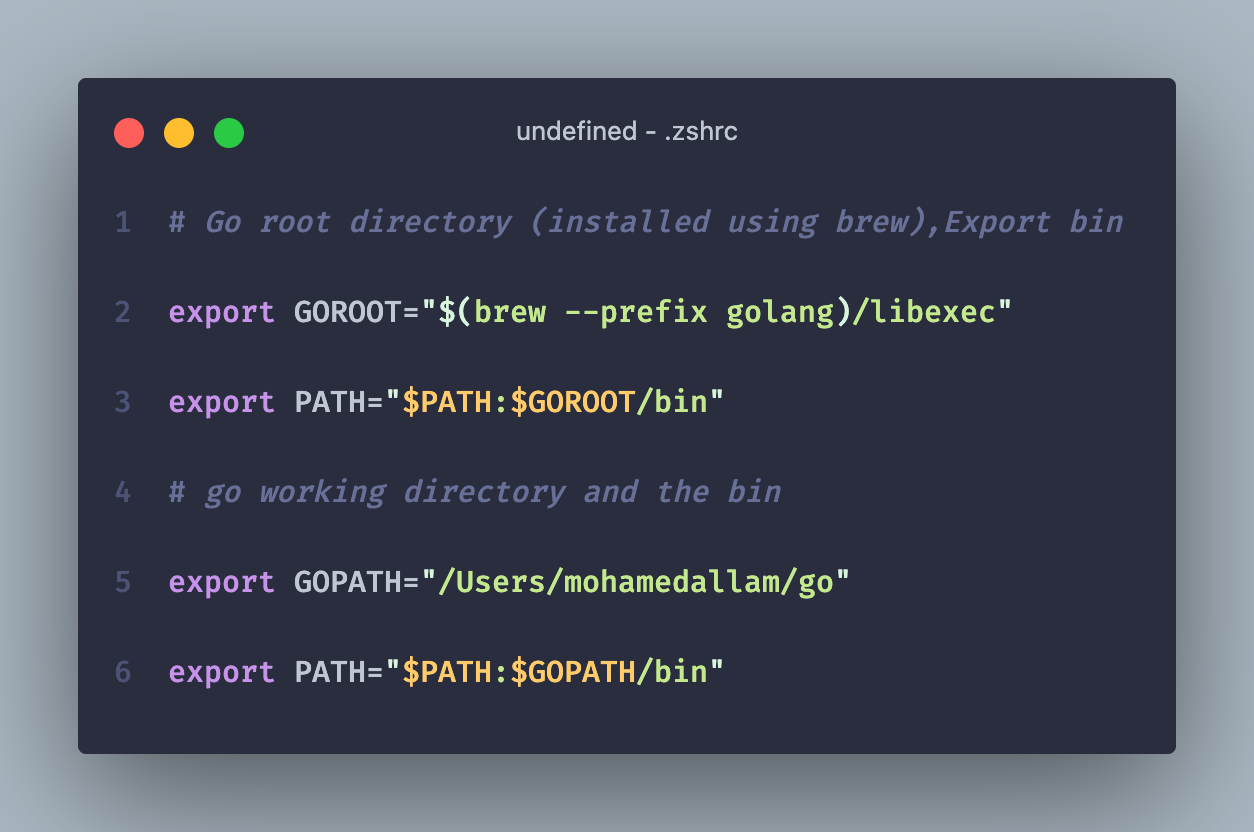 undefined - .zshrc
1 # Go root directory (installed using brew),Export bin
2 export GOROOT="$(brew --prefix golang)/libexec"
3 export PATH="$PATH:$GOROOT/bin"
4 # go working directory and the bin
5 export GOPATH="/Users/mohamedallam/go"
6 export PATH="$PATH:$GOPATH/bin"